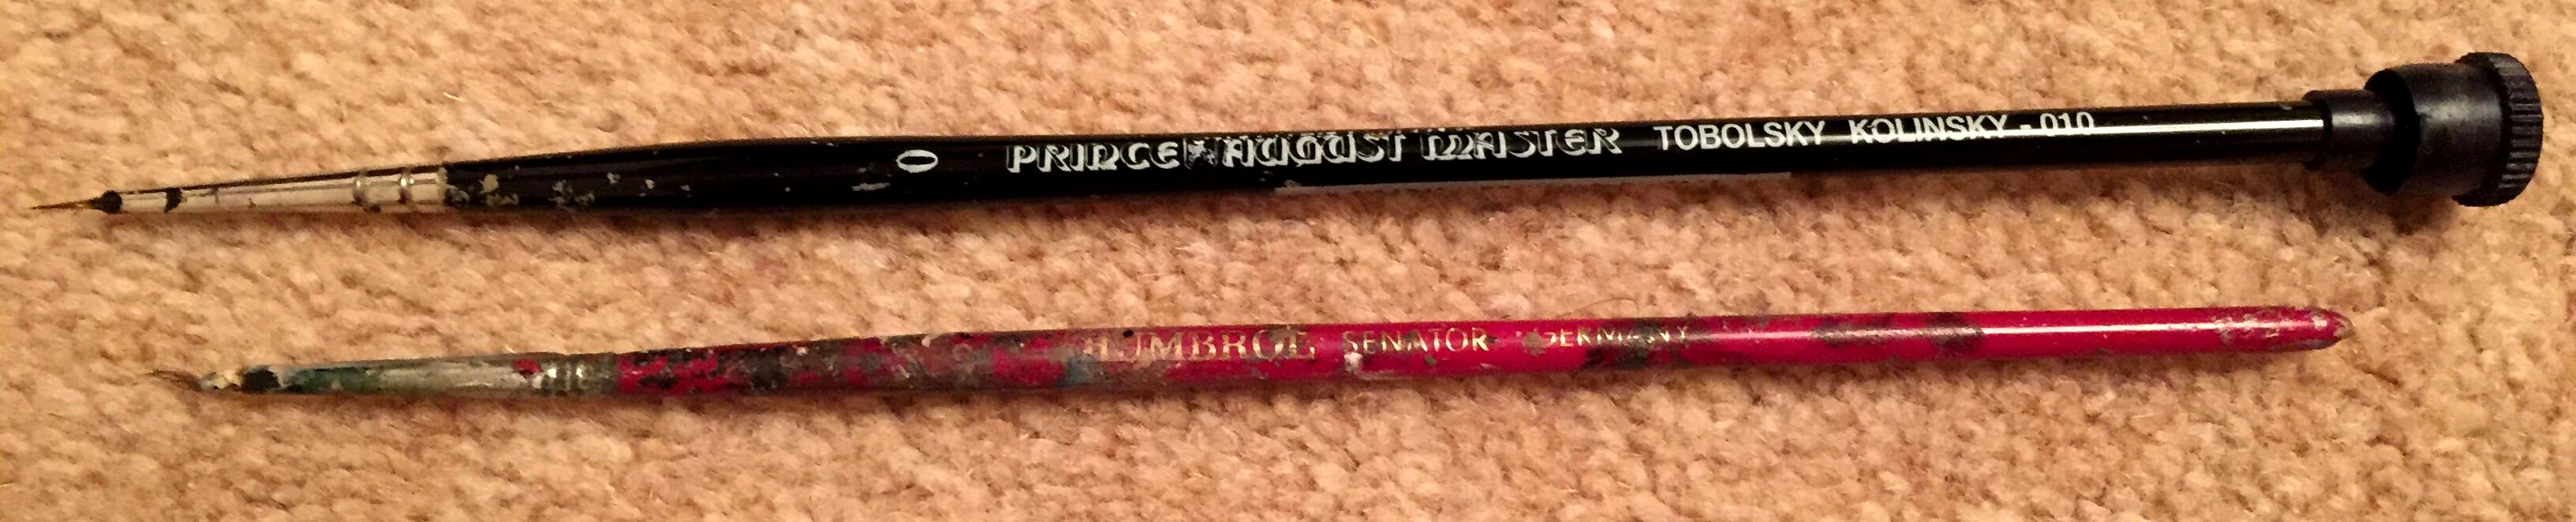 0 PRINCE AUGUST MASTER TOBOLSKY KOLINSKY - 010
HUMBROL SENATOR GERMANY